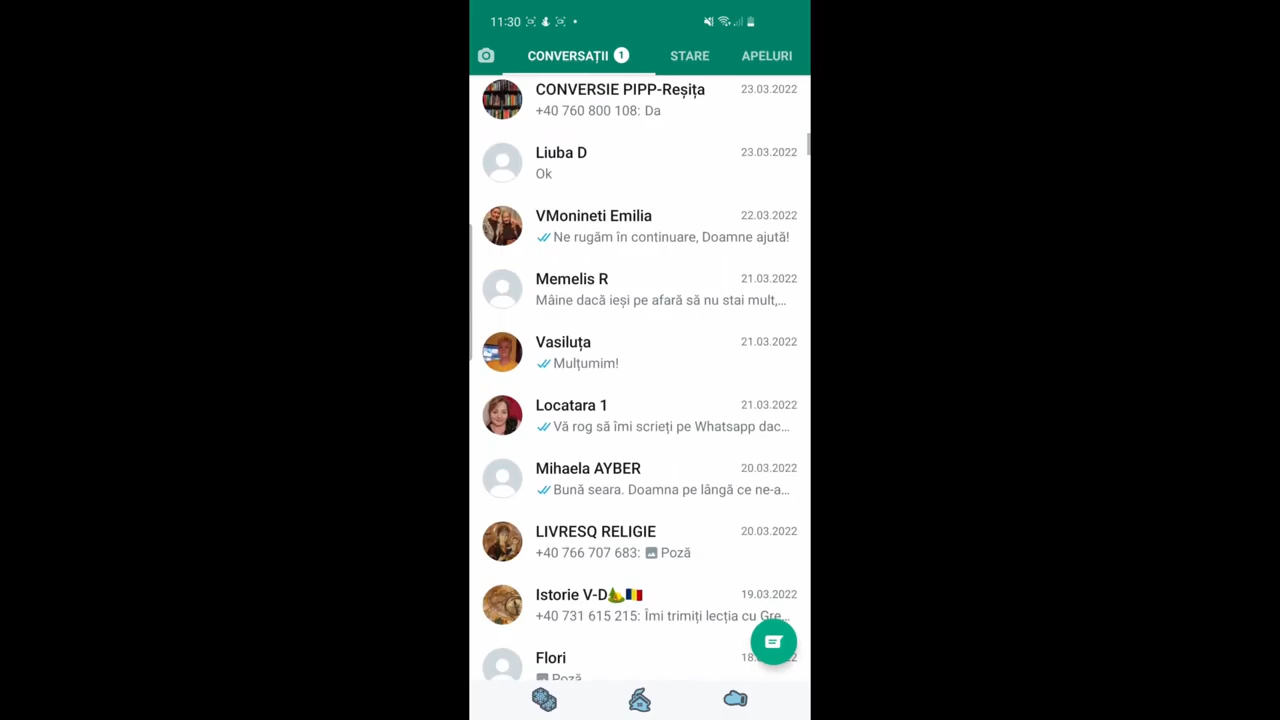 11:30
CONVERSAȚII 1 STARE APELURI
CONVERSIE PIPP-Reșița 23.03.2022
+40 760 800 108: Da
Liuba D 23.03.2022
Ok
VMonineti Emilia 22.03.2022
Ne rugăm în continuare, Doamne ajută!
Memelis R 21.03.2022
Mâine dacă ieși pe afară să nu stai mult,...
Vasiluța 21.03.2022
Mulțumim!
Locatara 1 21.03.2022
Vă rog să îmi scrieți pe Whatsapp dac...
Mihaela AYBER 20.03.2022
Bună seara. Doamna pe lângă ce ne-a...
LIVRESQ RELIGIE 20.03.2022
+40 766 707 683: Poză
Istorie V-D 19.03.2022
+40 731 615 215: Îmi trimiți lecția cu Gre...
Flori
Poză